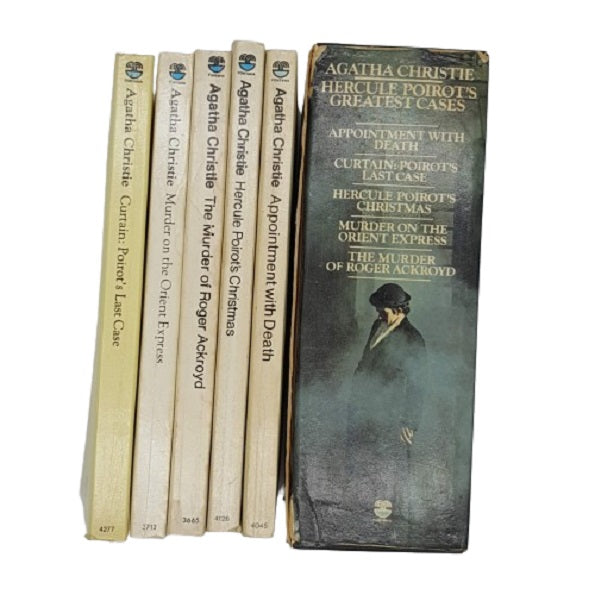 Agatha Christie Curtain: Poirot's Last Case
4277
Agatha Christie Murder on the Orient Express
Agatha Christie The Murder of Roger Ackroyd
Agatha Christie Hercule Poirot's Christmas
Agatha Christie Appointment with Death
AGATHA CHRISTIE
HERCULE POIROT'S
GREATEST CASES
APPOINTMENT WITH
DEATH
CURTAIN: POIROT'S
LAST CASE
HERCULE POIROT'S
CHRISTMAS
MURDER ON THE
ORIENT EXPRESS
THE MURDER
OF ROGER ACKROYD